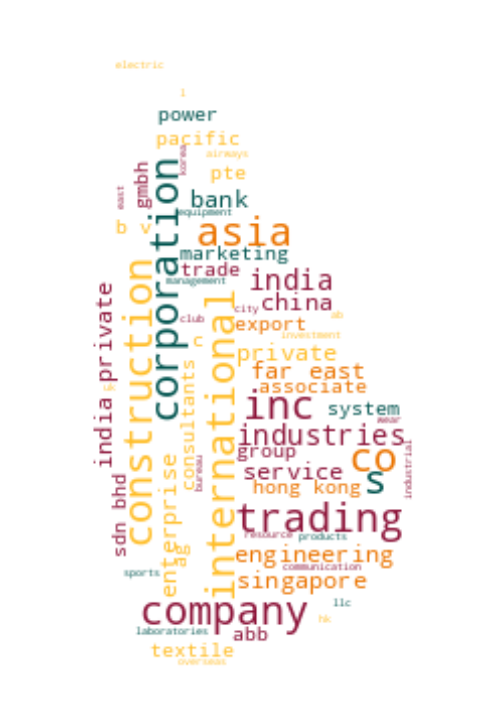 electric
i
power
pacific
korea
airways
gmbh
pte
east
bank
equipment
b v
asia
corporation
marketing
trade
management
india
china
construction
international
city
club
export
ab
investment
c
private
india private
far east
sk
associate
consultants
inc
system
wear
industries
group
co
service
s
industrial
bureau
hong kong
sdn bhd
enterprise
trading
resource
products
ag
engineering
communication
sports
singapore
company
llc
hk
laboratories
abb
textile
overseas